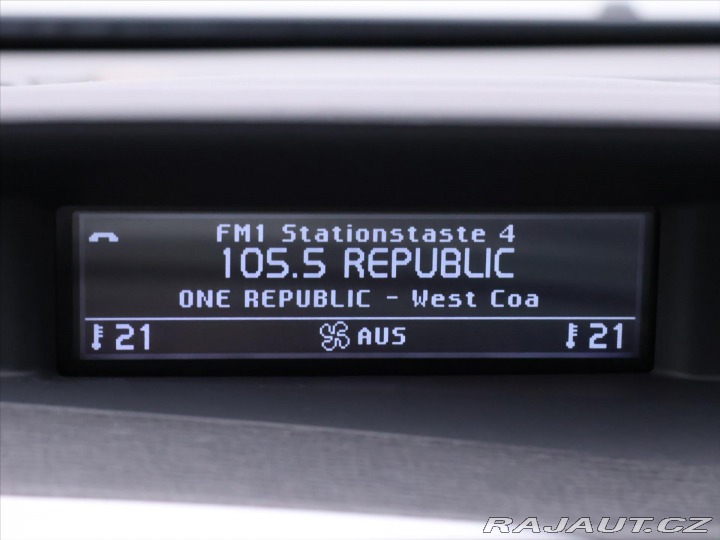 FM1 Stationstaste 4
105.5 REPUBLIC
ONE REPUBLIC - West Coa
21 AUS 21
RAJAUT.CZ